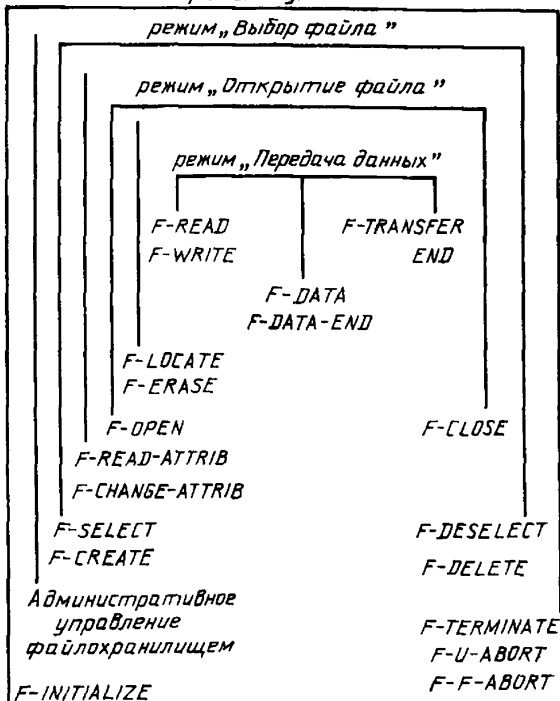 режим „Выбор файла”
режим „Открытие файла”
режим „Передача данных”
F-READ F-TRANSFER
F-WRITE END
F-DATA
F-DATA-END
F-LOCATE
F-ERASE
F-OPEN F-CLOSE
F-READ-ATTRIB
F-CHANGE-ATTRIB
F-SELECT F-DESELECT
F-CREATE F-DELETE
Административное
управление
файлохранилищем
F-TERMINATE
F-U-ABORT
F-F-ABORT
F-INITIALIZE